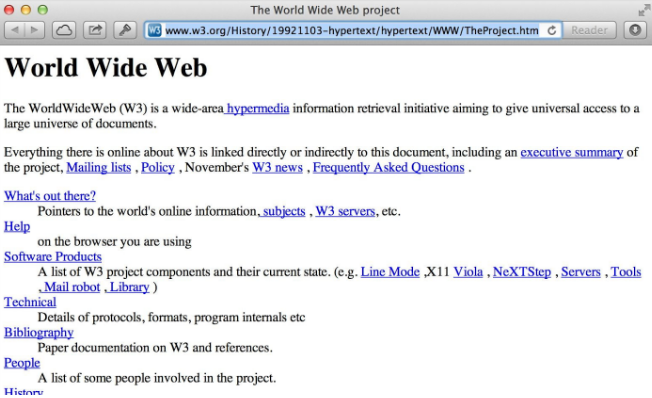 The World Wide Web project
W3 www.w3.org/History/19921103-hypertext/hypertext/WWW/TheProject.htm
Reader
World Wide Web
The WorldWideWeb (W3) is a wide-area hypermedia information retrieval initiative aiming to give universal access to a
large universe of documents.
Everything there is online about W3 is linked directly or indirectly to this document, including an executive summary of
the project, Mailing lists , Policy , November's W3 news , Frequently Asked Questions .
What's out there?
Pointers to the world's online information, subjects , W3 servers, etc.
Help
on the browser you are using
Software Products
A list of W3 project components and their current state. (e.g. Line Mode ,X11 Viola , NeXTStep , Servers , Tools
, Mail robot , Library )
Technical
Details of protocols, formats, program internals etc
Bibliography
Paper documentation on W3 and references.
People
A list of some people involved in the project.
History